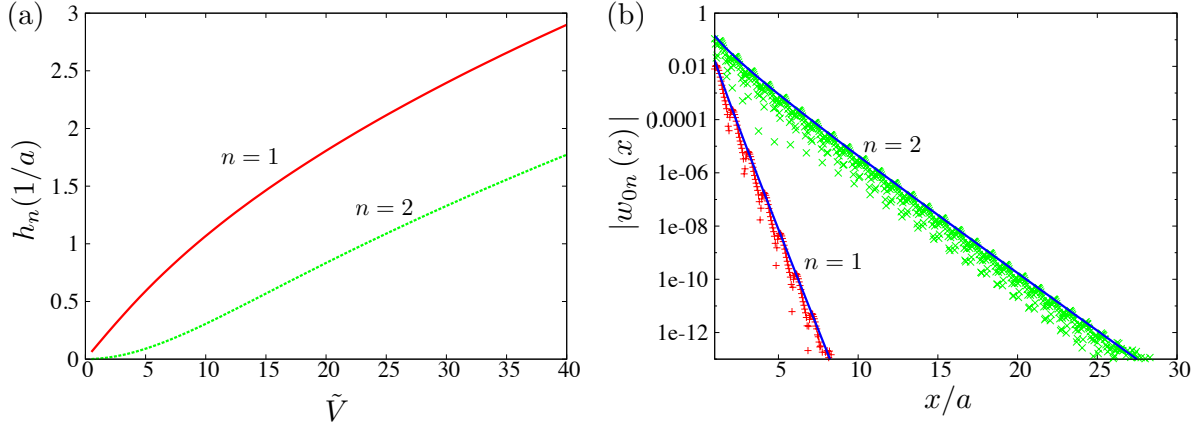 (a)
3
2.5
2
1.5
1
0.5
0
h_n(1/a)
n = 1
n = 2
0 5 10 15 20 25 30 35 40
Ṽ
(b)
1
0.01
0.0001
1e-06
1e-08
1e-10
1e-12
|w_{0n}(x)|
n = 2
n = 1
5 10 15 20 25 30
x/a